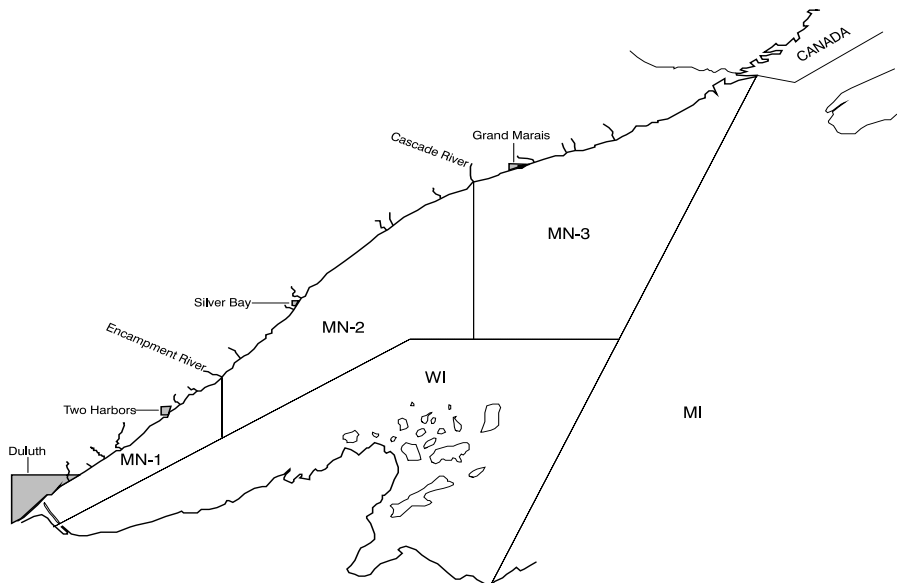 CANADA
Grand Marais
Cascade River
MN-3
Silver Bay
MN-2
Encampment River
WI
Two Harbors
MI
Duluth
MN-1